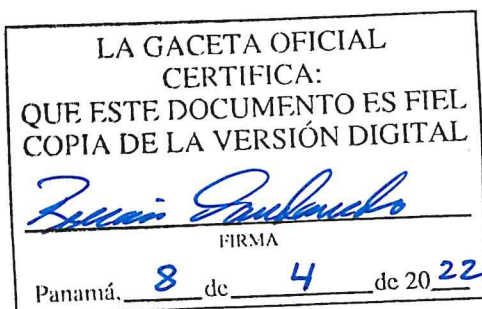 LA GACETA OFICIAL
CERTIFICA:
QUE ESTE DOCUMENTO ES FIEL
COPIA DE LA VERSIÓN DIGITAL
FIRMA
Panamá, 8 de 4 de 2022